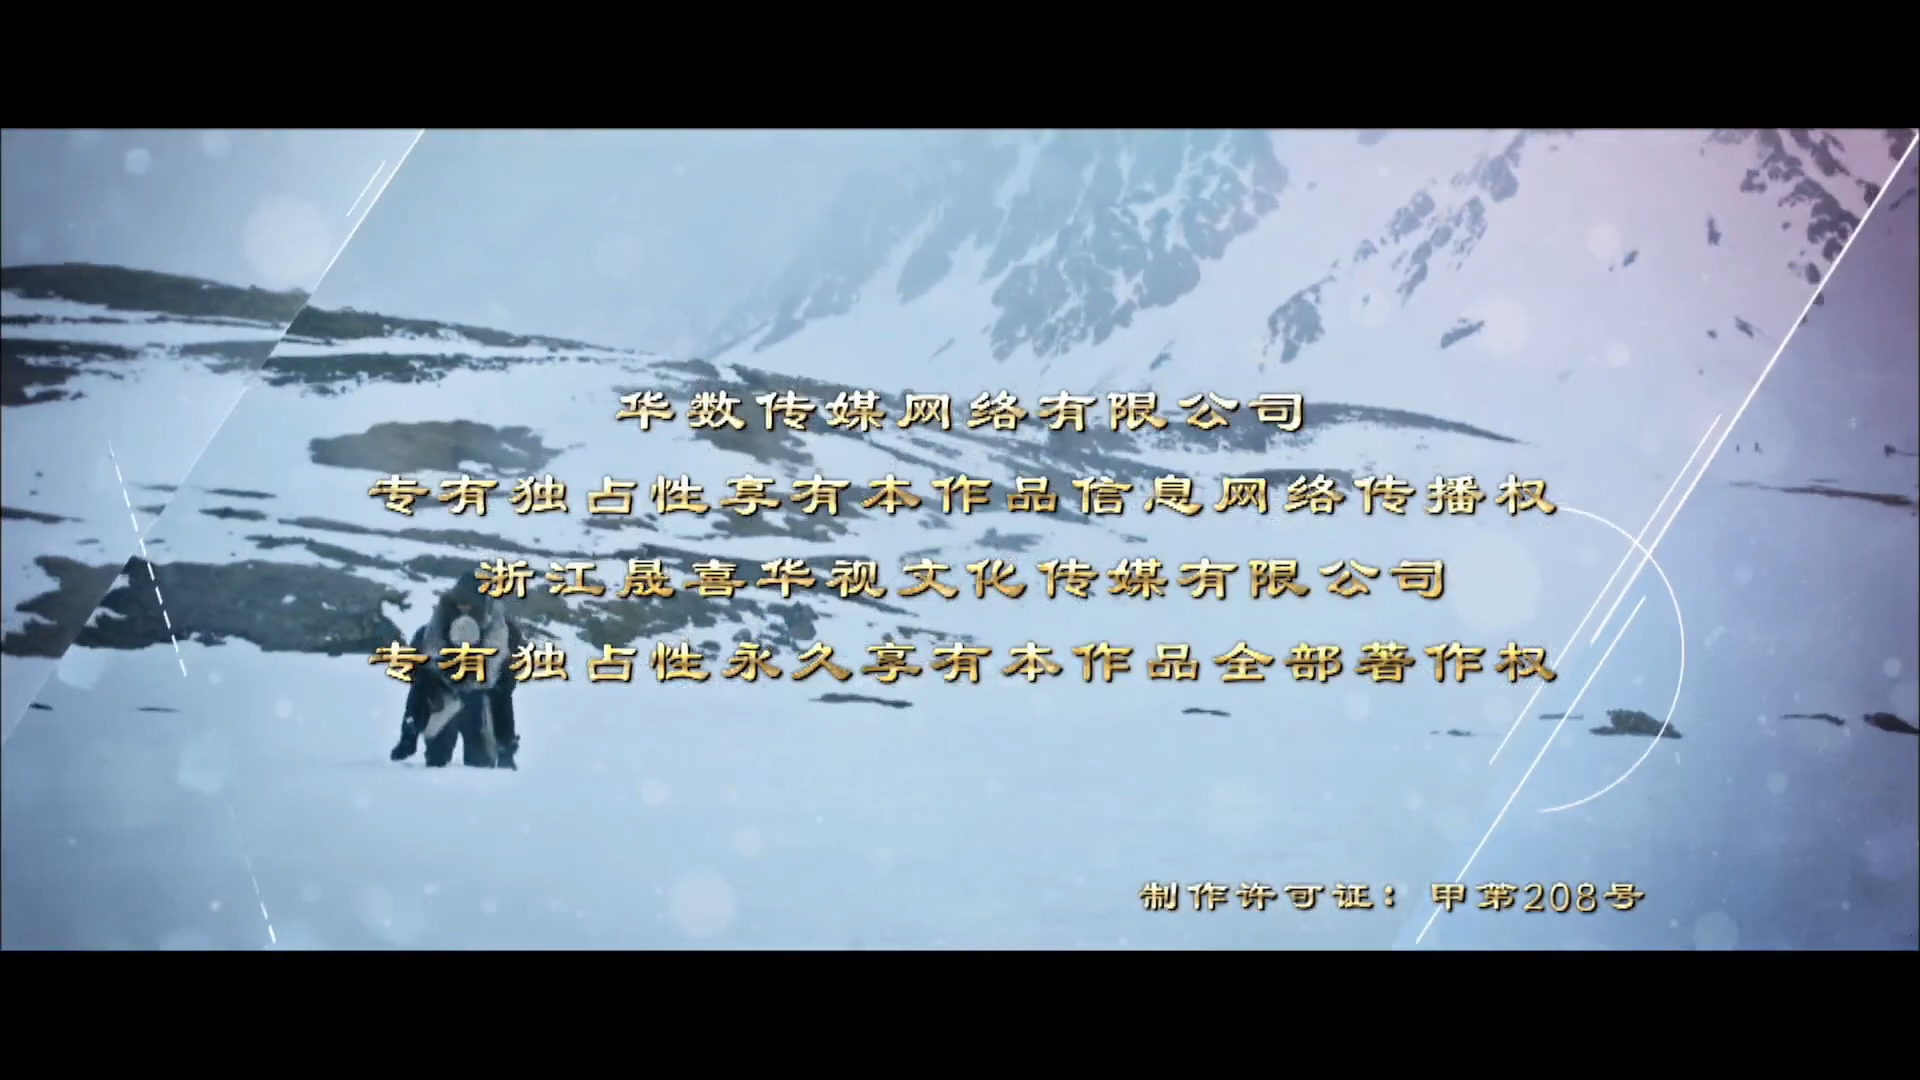 华数传媒网络有限公司
专有独占性享有本作品信息网络传播权
浙江晟喜华视文化传媒有限公司
专有独占性永久享有本作品全部著作权
制作许可证：甲第208号